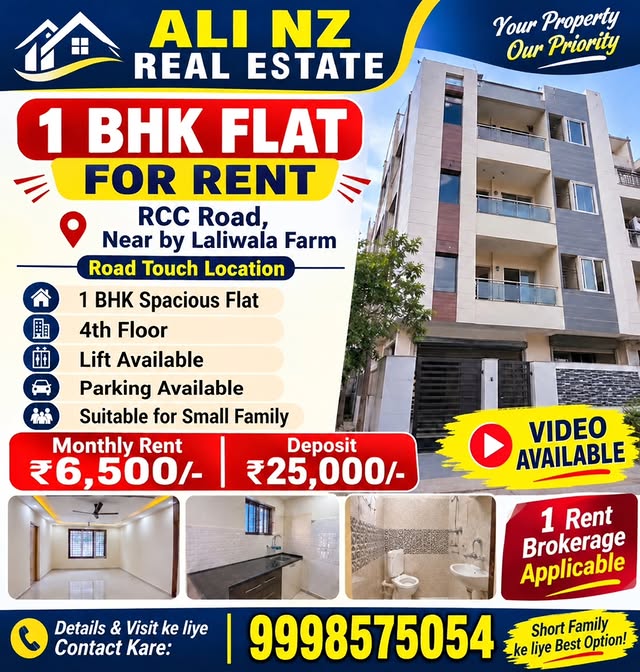 ALI NZ
REAL ESTATE
Your Property
Our Priority
1 BHK FLAT
FOR RENT
RCC Road,
Near by Laliwala Farm
Road Touch Location
1 BHK Spacious Flat
4th Floor
Lift Available
Parking Available
Suitable for Small Family
Monthly Rent
₹6,500/-
Deposit
₹25,000/-
VIDEO
AVAILABLE
1 Rent
Brokerage
Applicable
Details & Visit ke liye
Contact Kare:
9998575054
Short Family
ke liye Best Option!